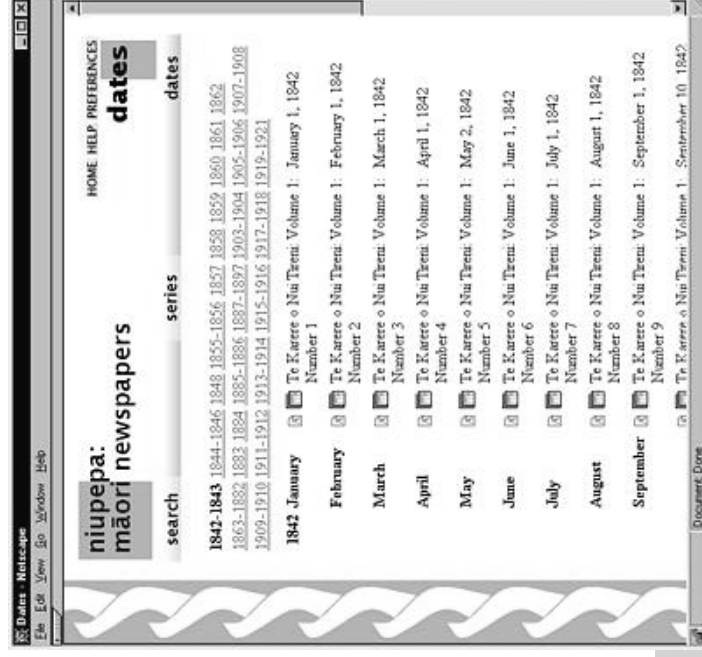 Dates - Netscape
File Edit View Go Window Help
niupepa:
māori newspapers
HOME HELP PREFERENCES
dates
search series dates
1842-1843 1844-1846 1848 1855-1856 1857 1858 1859 1860 1861 1862
1863-1882 1883 1884 1885-1886 1887-1897 1903-1904 1905-1906 1907-1908
1909-1910 1911-1912 1913-1914 1915-1916 1917-1918 1919-1921
1842 January Te Karere o Nui Tireni: Volume 1: January 1, 1842
Number 1
February Te Karere o Nui Tireni: Volume 1: February 1, 1842
Number 2
March Te Karere o Nui Tireni: Volume 1: March 1, 1842
Number 3
April Te Karere o Nui Tireni: Volume 1: April 1, 1842
Number 4
May Te Karere o Nui Tireni: Volume 1: May 2, 1842
Number 5
June Te Karere o Nui Tireni: Volume 1: June 1, 1842
Number 6
July Te Karere o Nui Tireni: Volume 1: July 1, 1842
Number 7
August Te Karere o Nui Tireni: Volume 1: August 1, 1842
Number 8
September Te Karere o Nui Tireni: Volume 1: September 1, 1842
Number 9
Te Karere o Nui Tireni: Volume 1: September 10, 1842
Document: Done